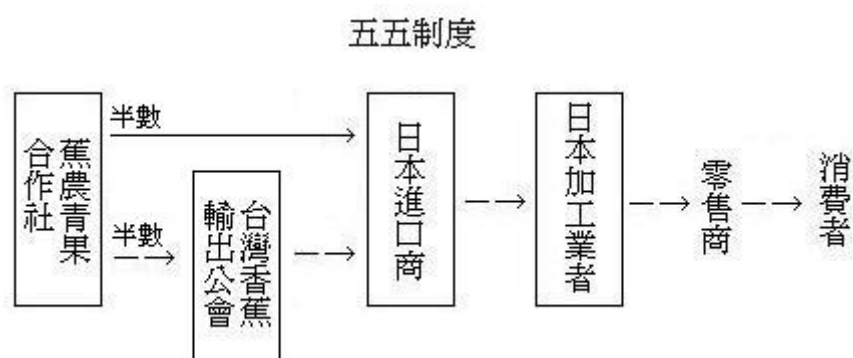 五五制度
蕉農青果
合作社
半數
半數
台灣香蕉
輸出公會
日本進口商
日本加工業者
零售商
消費者